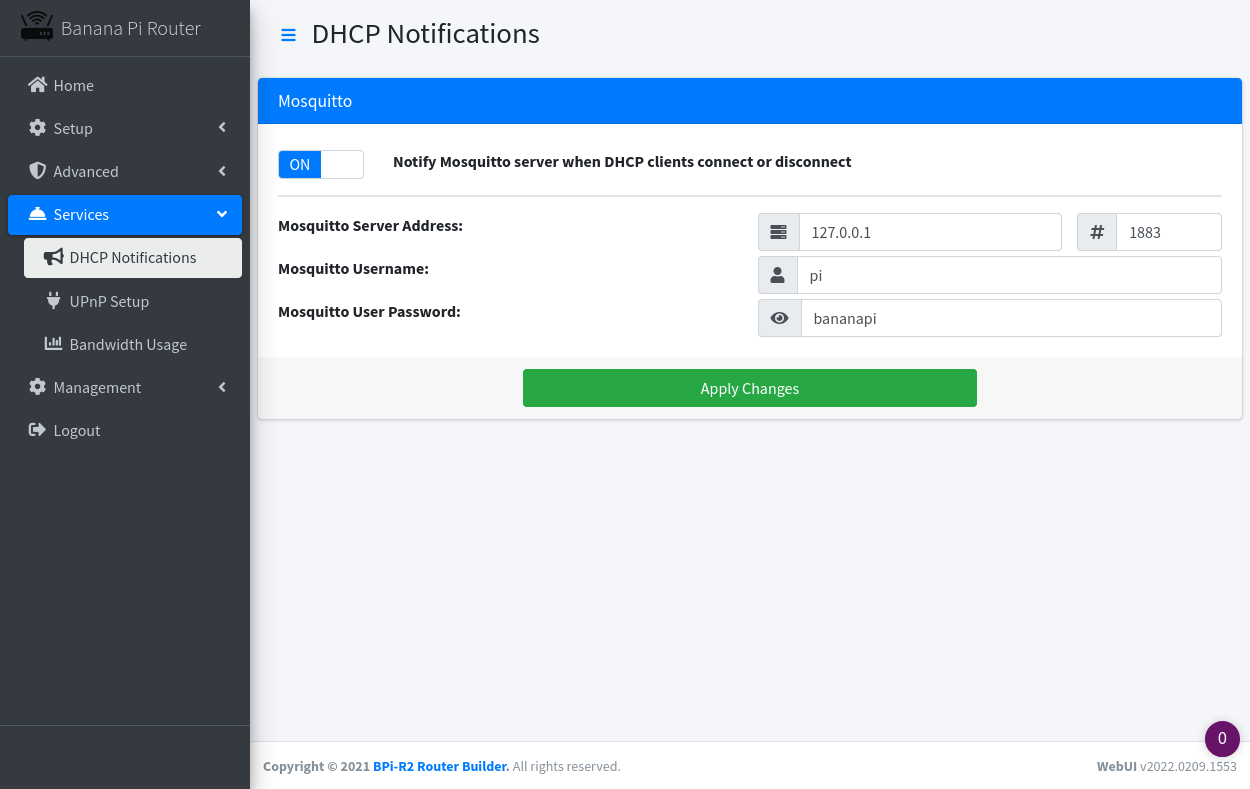 Banana Pi Router
Home
Setup
Advanced
Services
DHCP Notifications
UPnP Setup
Bandwidth Usage
Management
Logout
DHCP Notifications
Mosquitto
ON
Notify Mosquitto server when DHCP clients connect or disconnect
Mosquitto Server Address:
127.0.0.1
# 1883
Mosquitto Username:
pi
Mosquitto User Password:
bananapi
Apply Changes
0
Copyright © 2021 BPi-R2 Router Builder. All rights reserved.
WebUI v2022.0209.1553